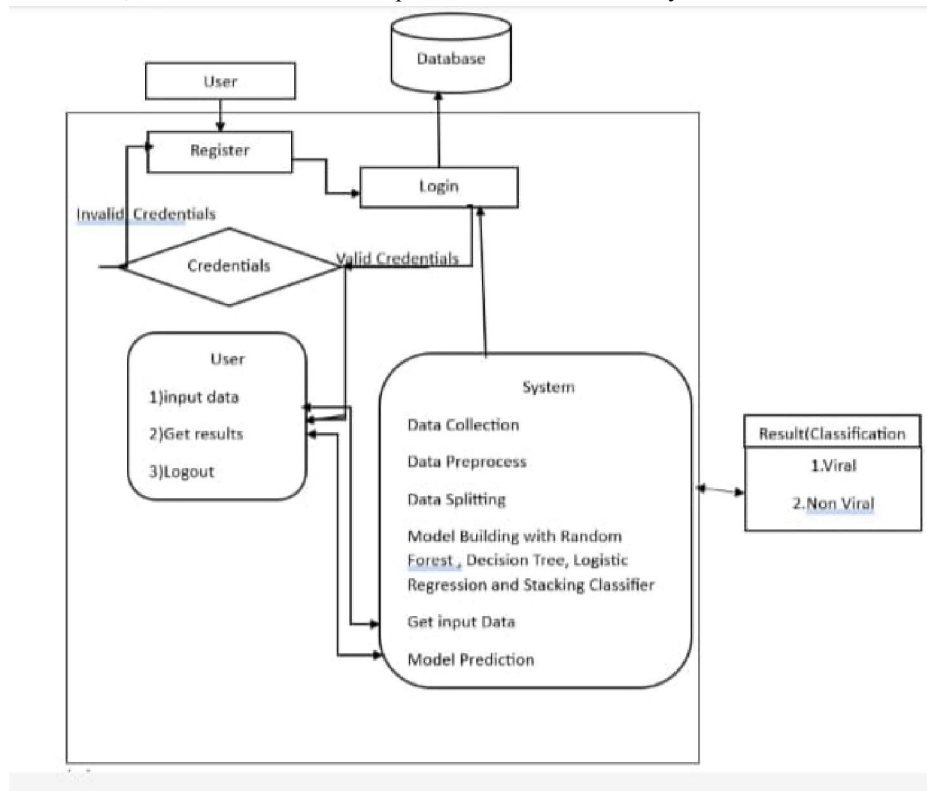 Database
User
Register
Login
Invalid Credentials
Credentials
Valid Credentials
User
1)input data
2)Get results
3)Logout
System
Data Collection
Data Preprocess
Data Splitting
Model Building with Random
Forest , Decision Tree, Logistic
Regression and Stacking Classifier
Get input Data
Model Prediction
Result(Classification
1.Viral
2.Non Viral